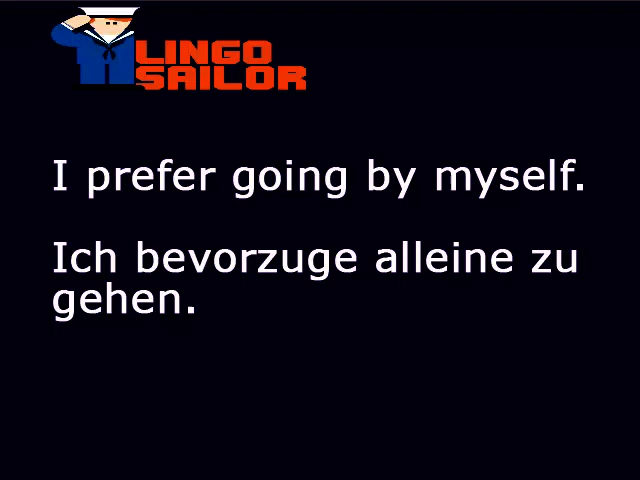 LINGO
SAILOR
I prefer going by myself.
Ich bevorzuge alleine zu
gehen.